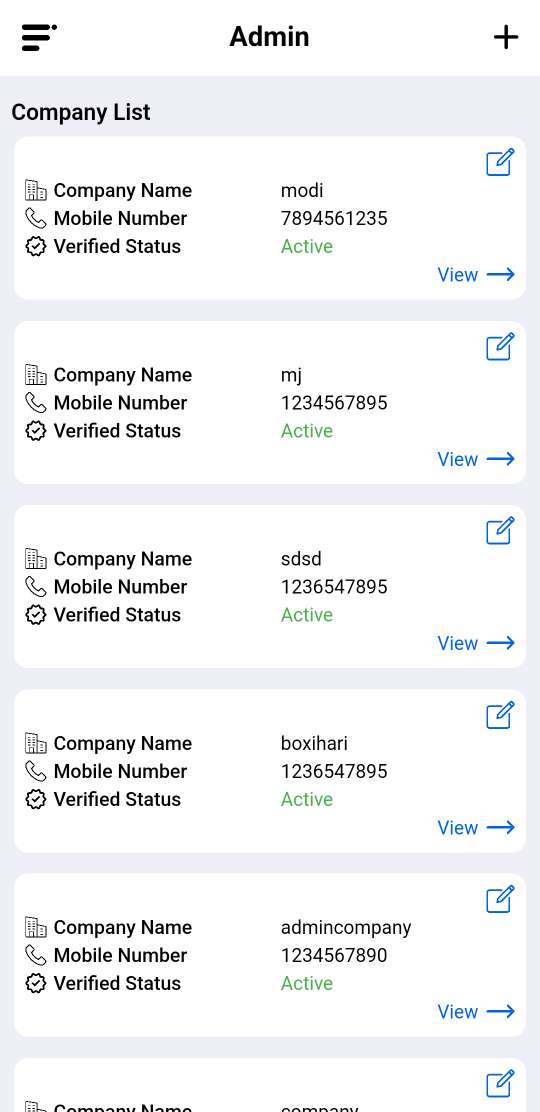 Admin
Company List
Company Name modi
Mobile Number 7894561235
Verified Status Active
View
Company Name mj
Mobile Number 1234567895
Verified Status Active
View
Company Name sdsd
Mobile Number 1236547895
Verified Status Active
View
Company Name boxihari
Mobile Number 1236547895
Verified Status Active
View
Company Name admincompany
Mobile Number 1234567890
Verified Status Active
View
Company Name company